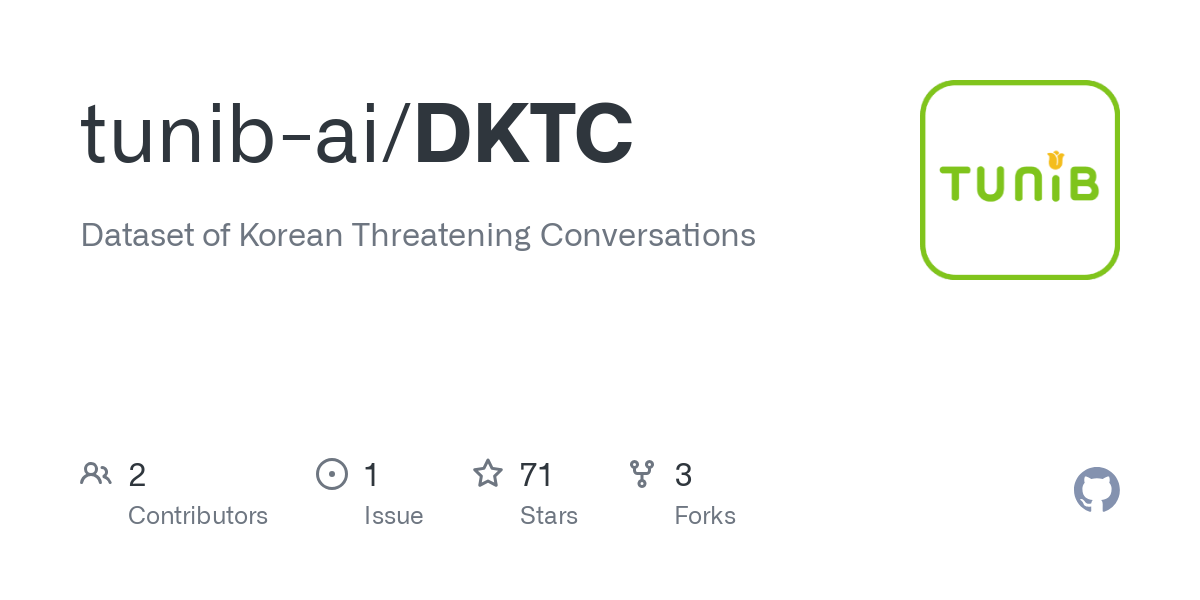 tunib-ai/DKTC
TUNiB
Dataset of Korean Threatening Conversations
2
Contributors
1
Issue
71
Stars
3
Forks